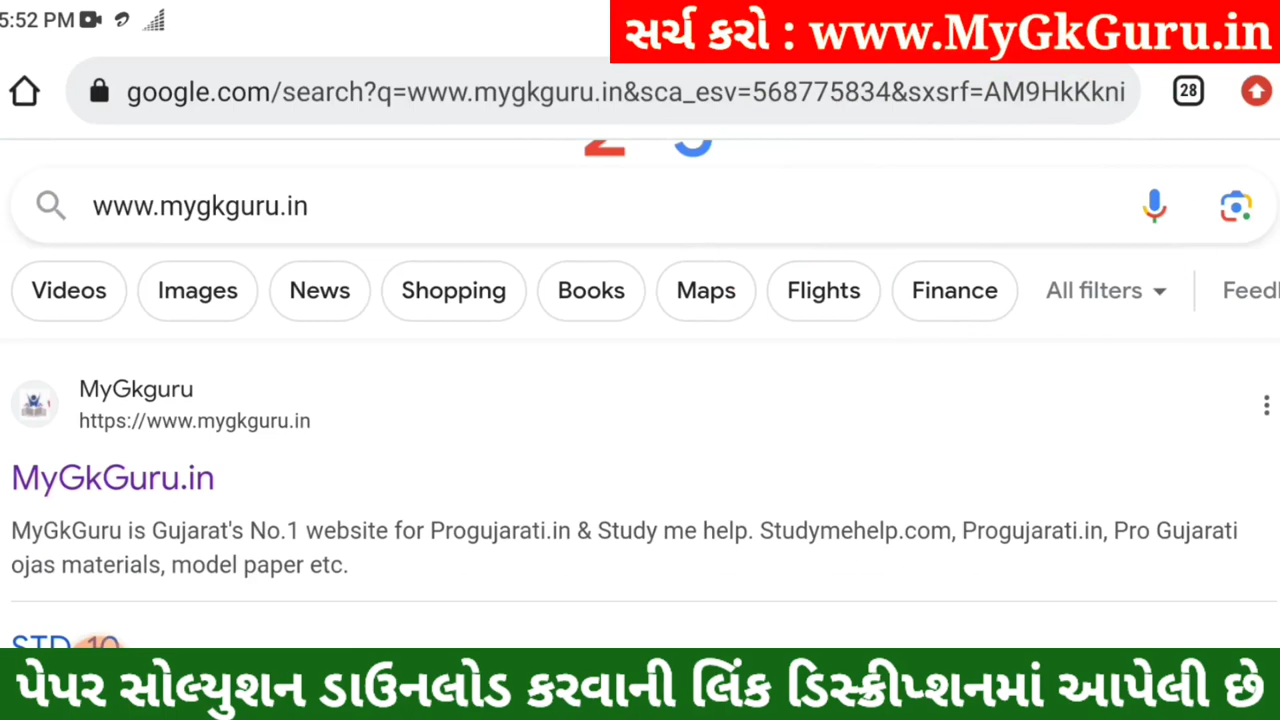 5:52 PM
સર્ચ કરો : www.MyGkGuru.in
google.com/search?q=www.mygkguru.in&sca_esv=568775834&sxsrf=AM9HkKkni
28
www.mygkguru.in
Videos Images News Shopping Books Maps Flights Finance All filters Feed
MyGkguru
https://www.mygkguru.in
MyGkGuru.in
MyGkGuru is Gujarat's No.1 website for Progujarati.in & Study me help. Studymehelp.com, Progujarati.in, Pro Gujarati
ojas materials, model paper etc.
STD 10
પેપર સોલ્યુશન ડાઉનલોડ કરવાની લિંક ડિસ્ક્રીપ્શનમાં આપેલી છે